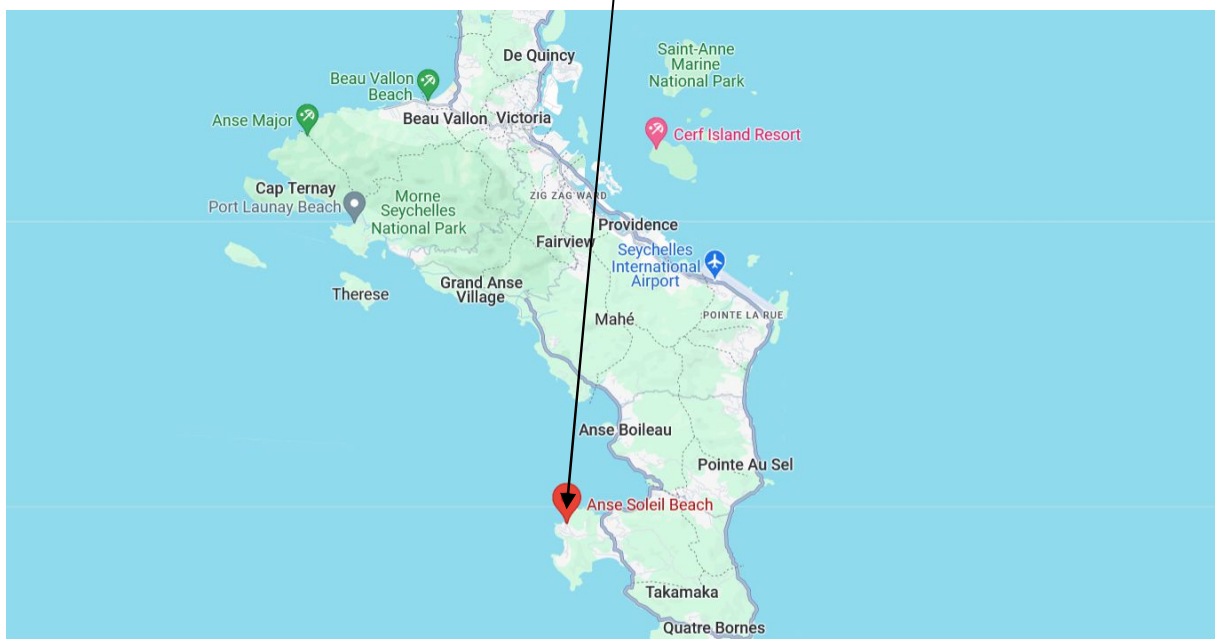 De Quincy
Saint-Anne
Marine
National Park
Beau Vallon
Beach
Anse Major
Beau Vallon
Victoria
Cerf Island Resort
Cap Ternay
Port Launay Beach
Morne
Seychelles
National Park
ZIG ZAG WARD
Providence
Fairview
Seychelles
International
Airport
Grand Anse
Village
Therese
Mahé
POINTE LA RUE
Anse Boileau
Pointe Au Sel
Anse Soleil Beach
Takamaka
Quatre Bornes